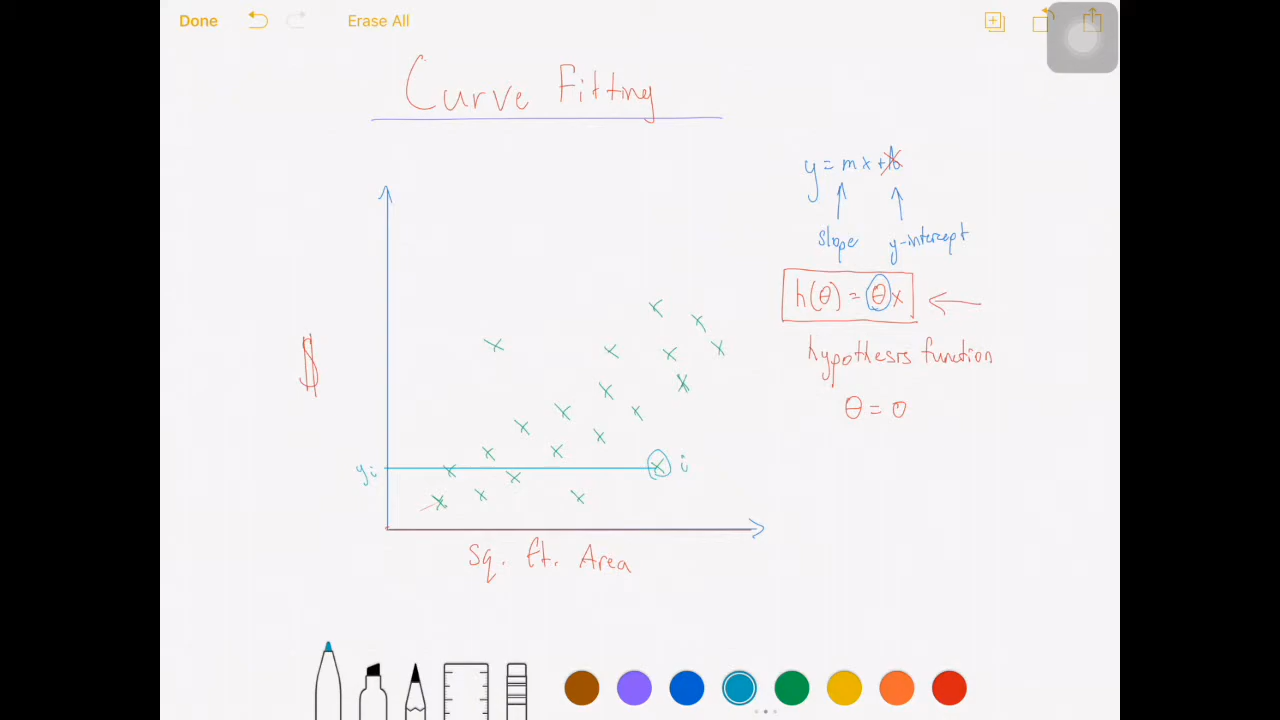 Done Erase All
Curve Fitting
y = mx + b
slope y-intercept
h(θ) = θx
hypothesis function
θ = 0
$
yi
i
Sq. ft. Area